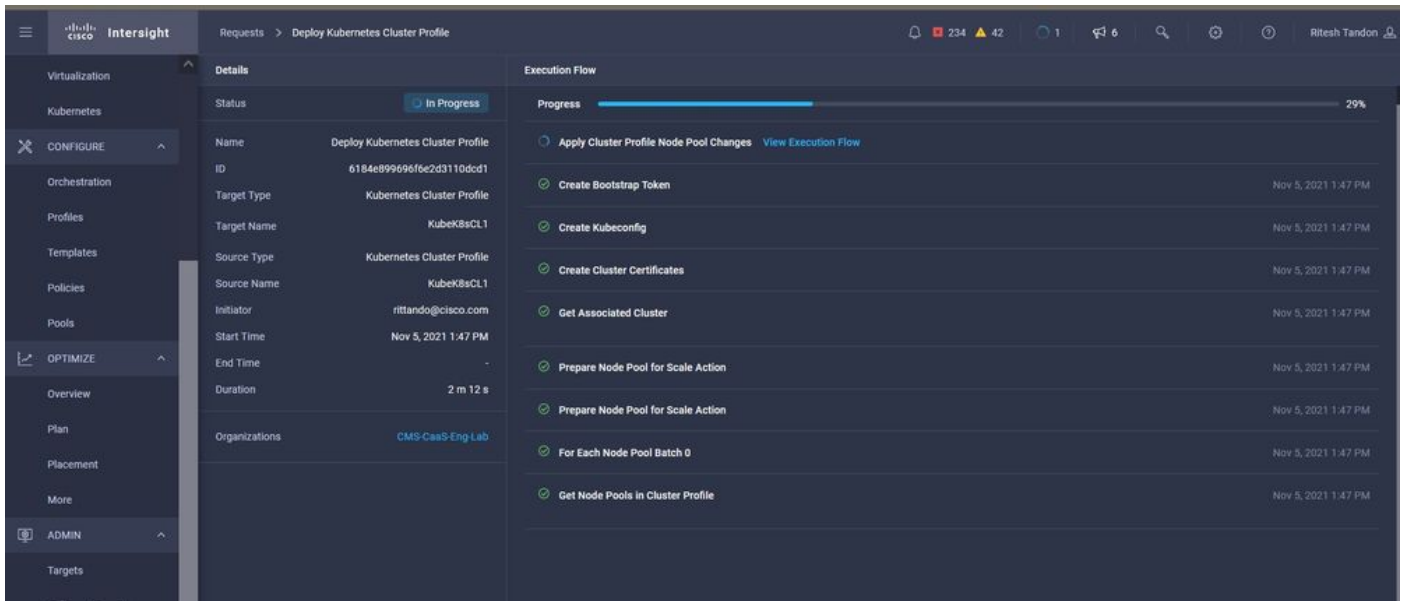 cisco Intersight
Requests > Deploy Kubernetes Cluster Profile
234 42 1 6 Ritesh Tandon
Virtualization
Kubernetes
CONFIGURE
Orchestration
Profiles
Templates
Policies
Pools
OPTIMIZE
Overview
Plan
Placement
More
ADMIN
Targets
Details
Status In Progress
Name Deploy Kubernetes Cluster Profile
ID 6184e899696f6e2d3110dcd1
Target Type Kubernetes Cluster Profile
Target Name KubeK8sCL1
Source Type Kubernetes Cluster Profile
Source Name KubeK8sCL1
Initiator rittando@cisco.com
Start Time Nov 5, 2021 1:47 PM
End Time -
Duration 2 m 12 s
Organizations CMS-CaaS-Eng-Lab
Execution Flow
Progress 29%
Apply Cluster Profile Node Pool Changes View Execution Flow
Create Bootstrap Token Nov 5, 2021 1:47 PM
Create Kubeconfig Nov 5, 2021 1:47 PM
Create Cluster Certificates Nov 5, 2021 1:47 PM
Get Associated Cluster Nov 5, 2021 1:47 PM
Prepare Node Pool for Scale Action Nov 5, 2021 1:47 PM
Prepare Node Pool for Scale Action Nov 5, 2021 1:47 PM
For Each Node Pool Batch 0 Nov 5, 2021 1:47 PM
Get Node Pools in Cluster Profile Nov 5, 2021 1:47 PM